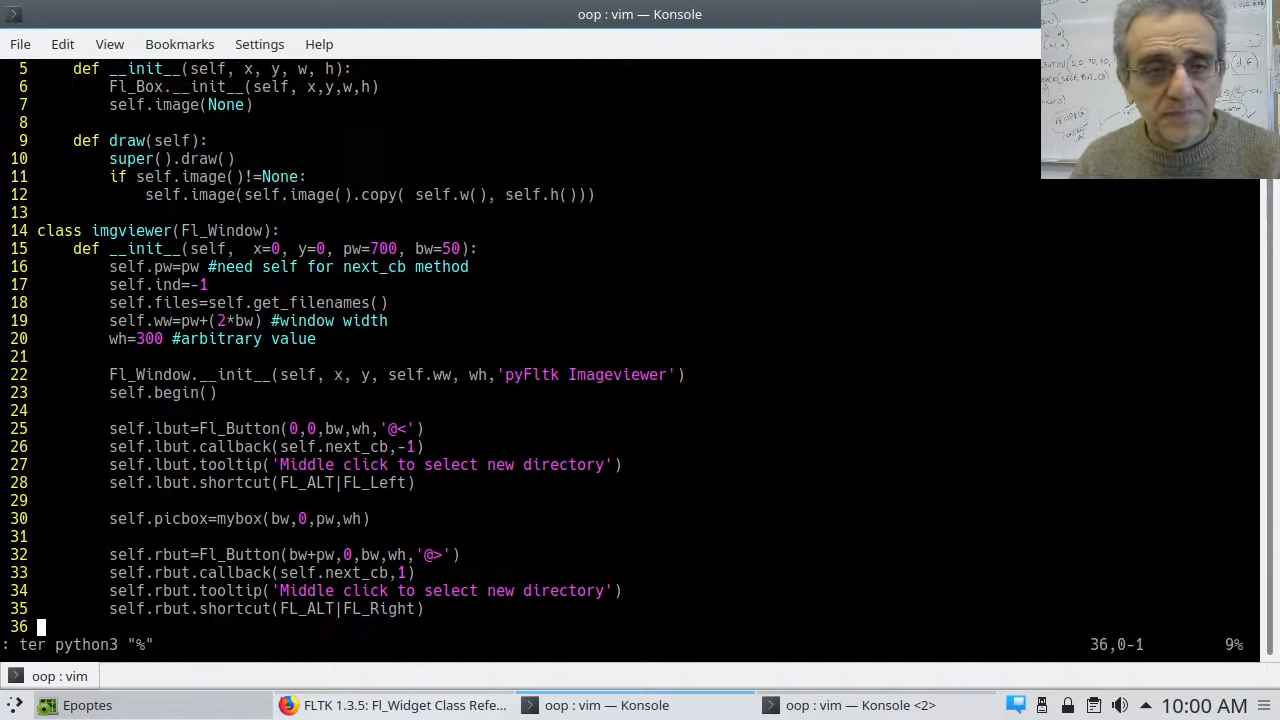 oop : vim — Konsole
File Edit View Bookmarks Settings Help
5 def __init__(self, x, y, w, h):
6 Fl_Box.__init__(self, x,y,w,h)
7 self.image(None)
8
9 def draw(self):
10 super().draw()
11 if self.image()!=None:
12 self.image(self.image().copy( self.w(), self.h()))
13
14 class imgviewer(Fl_Window):
15 def __init__(self,  x=0, y=0, pw=700, bw=50):
16 self.pw=pw #need self for next_cb method
17 self.ind=-1
18 self.files=self.get_filenames()
19 self.ww=pw+(2*bw) #window width
20 wh=300 #arbitrary value
21
22 Fl_Window.__init__(self, x, y, self.ww, wh,'pyFltk Imageviewer')
23 self.begin()
24
25 self.lbut=Fl_Button(0,0,bw,wh,'@<')
26 self.lbut.callback(self.next_cb,-1)
27 self.lbut.tooltip('Middle click to select new directory')
28 self.lbut.shortcut(FL_ALT|FL_Left)
29
30 self.picbox=mybox(bw,0,pw,wh)
31
32 self.rbut=Fl_Button(bw+pw,0,bw,wh,'@>')
33 self.rbut.callback(self.next_cb,1)
34 self.rbut.tooltip('Middle click to select new directory')
35 self.rbut.shortcut(FL_ALT|FL_Right)
36
: ter python3 "%" 36,0-1 9%
oop : vim
Epoptes FLTK 1.3.5: Fl_Widget Class Refe... oop : vim — Konsole oop : vim — Konsole <2> 10:00 AM